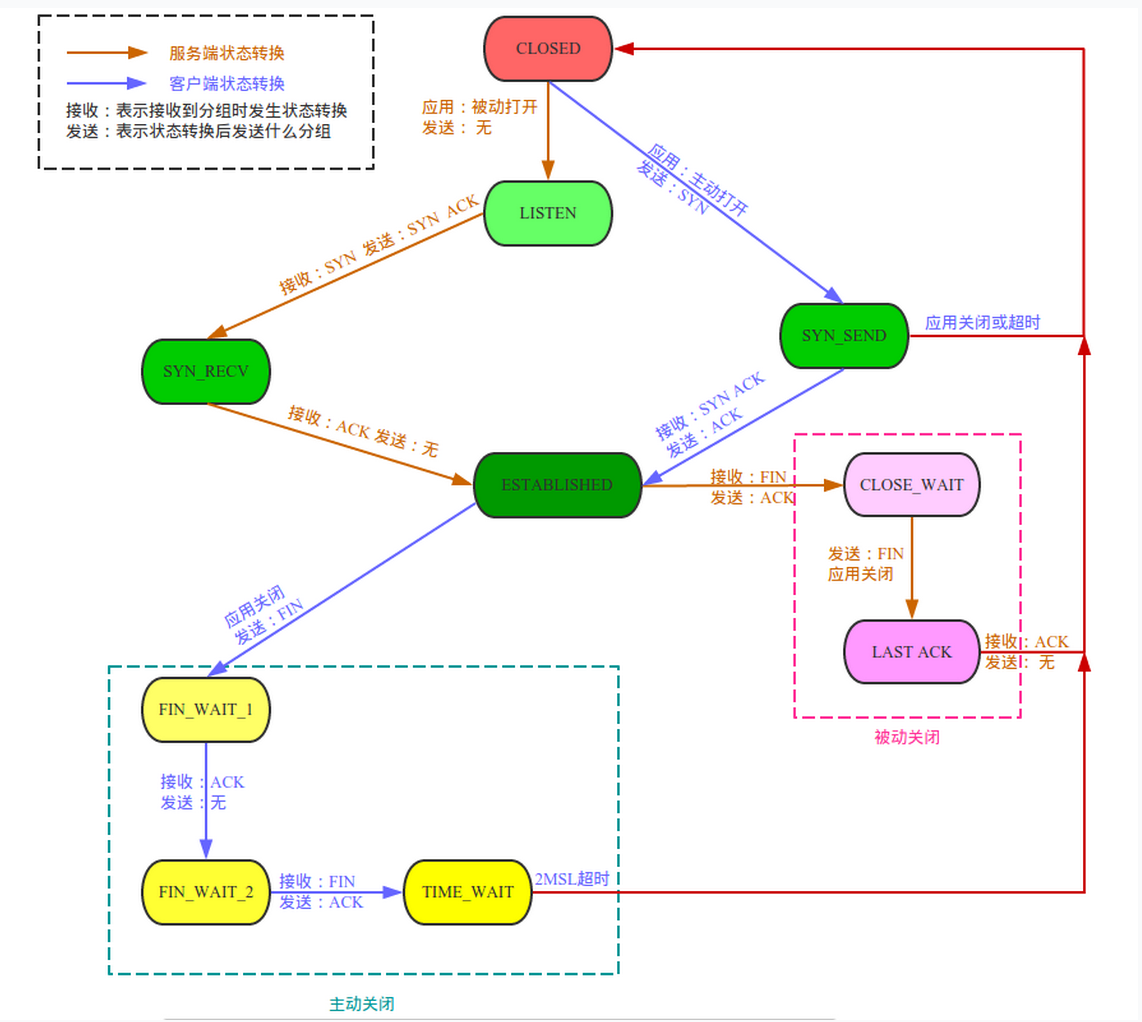 服务端状态转换
客户端状态转换
接收：表示接收到分组时发生状态转换
发送：表示状态转换后发送什么分组
CLOSED
应用：被动打开
发送： 无
应用：主动打开
发送：SYN
LISTEN
接收：SYN 发送：SYN ACK
SYN_SEND
应用关闭或超时
SYN_RECV
接收：ACK 发送：无
接收：SYN ACK
发送：ACK
ESTABLISHED
接收：FIN
发送：ACK
CLOSE_WAIT
发送：FIN
应用关闭
LAST ACK
接收：ACK
发送： 无
被动关闭
应用关闭
发送：FIN
FIN_WAIT_1
接收：ACK
发送：无
FIN_WAIT_2
接收：FIN
发送：ACK
TIME_WAIT
2MSL超时
主动关闭